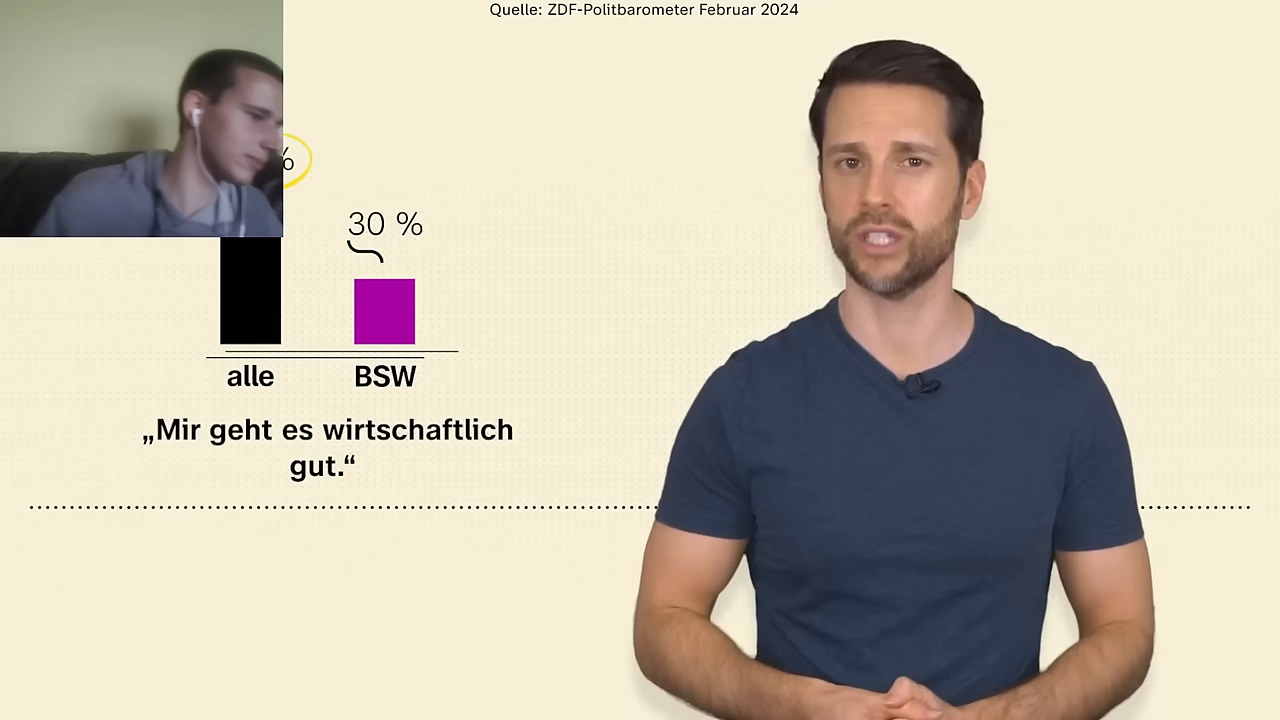 Quelle: ZDF-Politbarometer Februar 2024
%
30 %
alle
BSW
„Mir geht es wirtschaftlich
gut.“